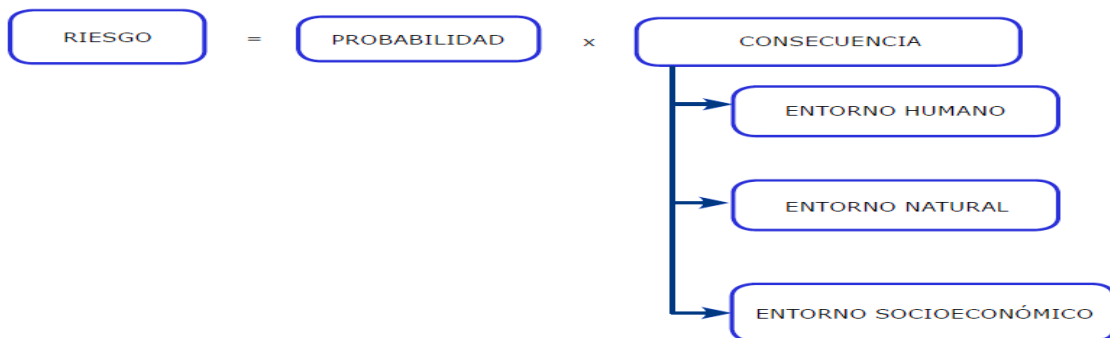 RIESGO = PROBABILIDAD x CONSECUENCIA
ENTORNO HUMANO
ENTORNO NATURAL
ENTORNO SOCIOECONÓMICO